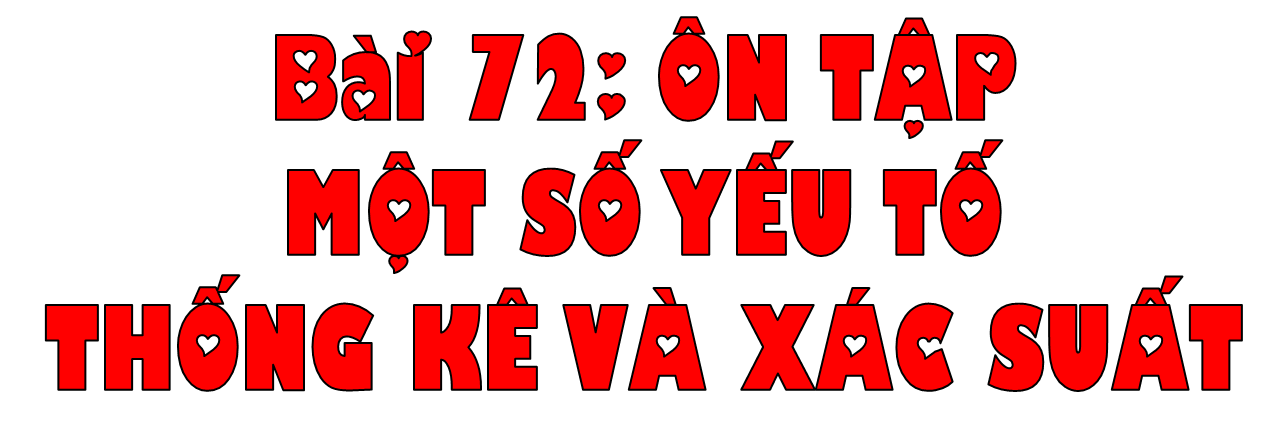 Bài 72: ÔN TẬP
MỘT SỐ YẾU TỐ
THỐNG KÊ VÀ XÁC SUẤT